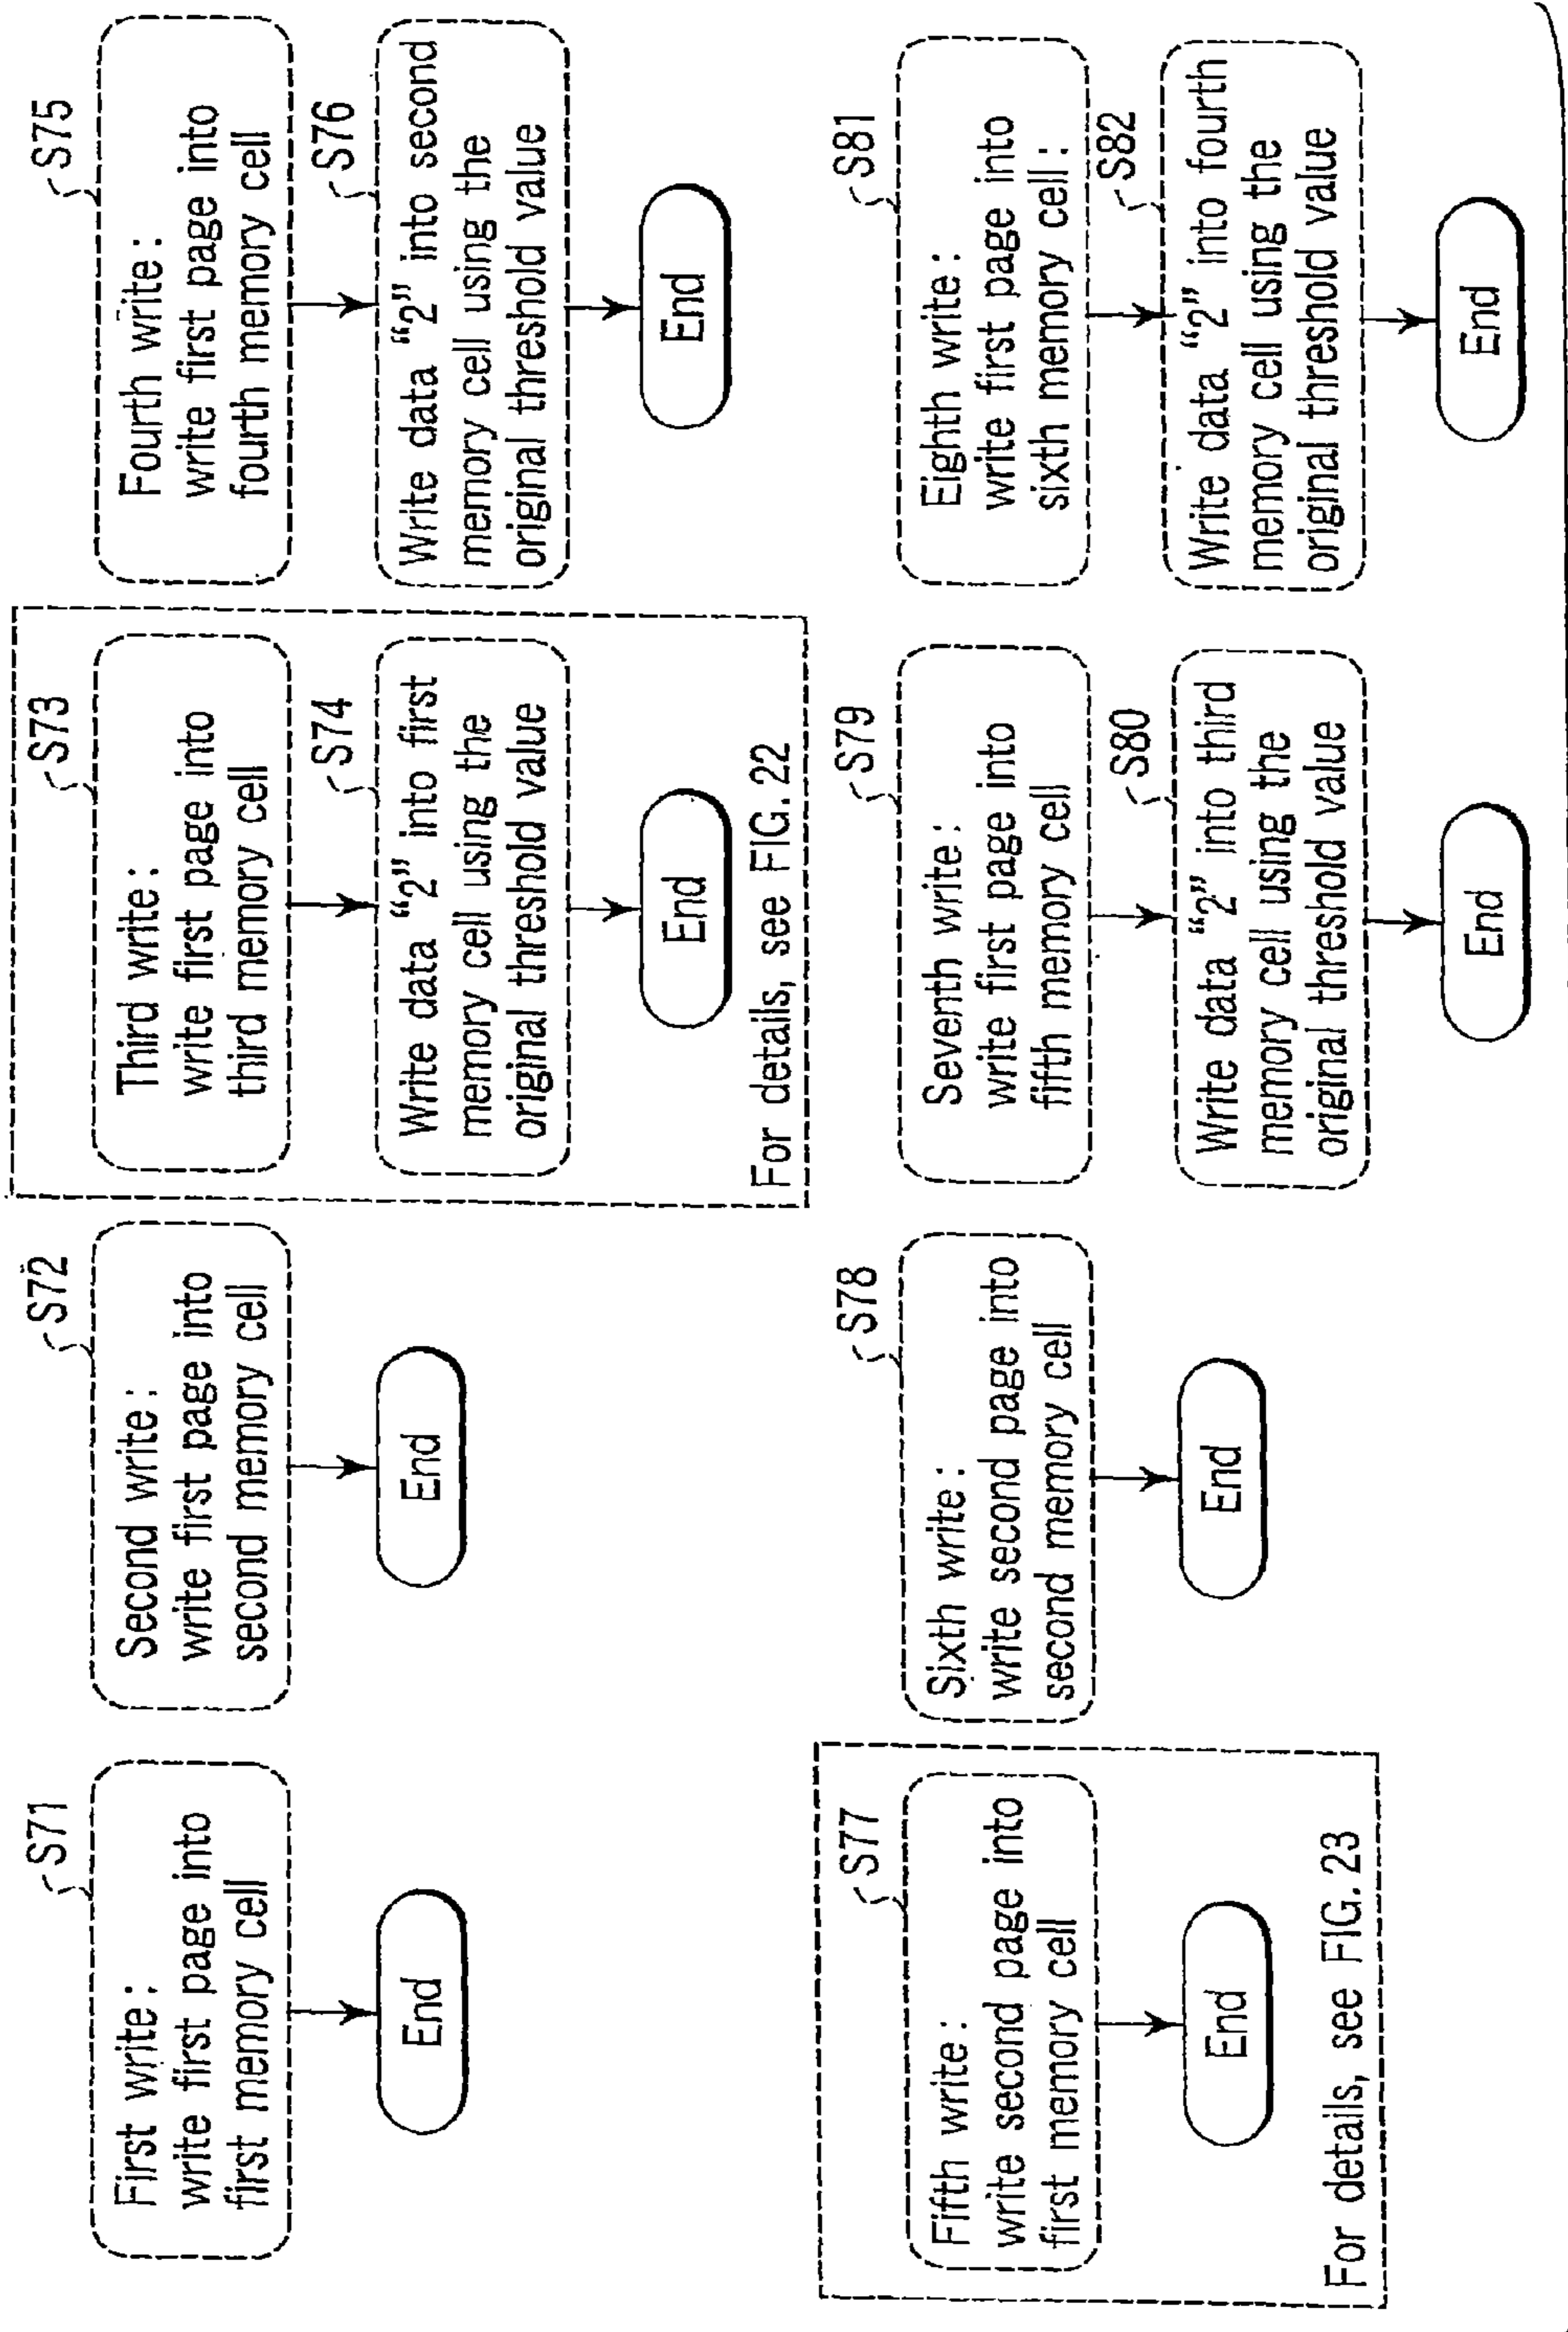 S71
First write:
write first page into
first memory cell
End
S72
Second write:
write first page into
second memory cell
End
S73
Third write:
write first page into
third memory cell
S74
Write data “2” into first
memory cell using the
original threshold value
End
For details, see FIG. 22
S75
Fourth write:
write first page into
fourth memory cell
S76
Write data “2” into second
memory cell using the
original threshold value
End
S77
Fifth write:
write second page into
first memory cell
End
For details, see FIG. 23
S78
Sixth write:
write second page into
second memory cell
End
S79
Seventh write:
write first page into
fifth memory cell
S80
Write data “2” into third
memory cell using the
original threshold value
End
S81
Eighth write:
write first page into
sixth memory cell:
S82
Write data “2” into fourth
memory cell using the
original threshold value
End